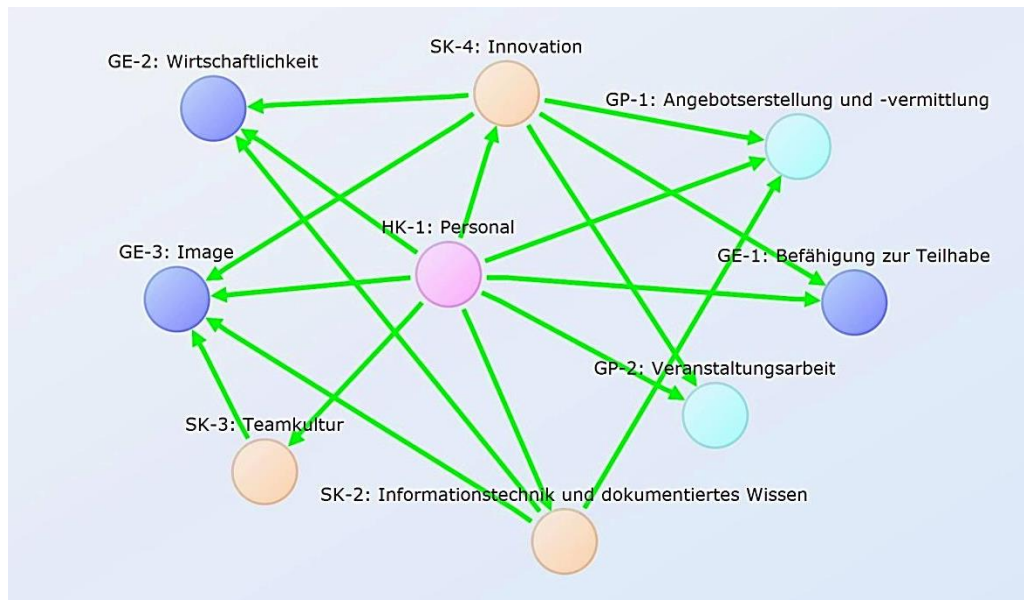 SK-4: Innovation
GE-2: Wirtschaftlichkeit
GP-1: Angebotserstellung und -vermittlung
HK-1: Personal
GE-3: Image
GE-1: Befähigung zur Teilhabe
GP-2: Veranstaltungsarbeit
SK-3: Teamkultur
SK-2: Informationstechnik und dokumentiertes Wissen